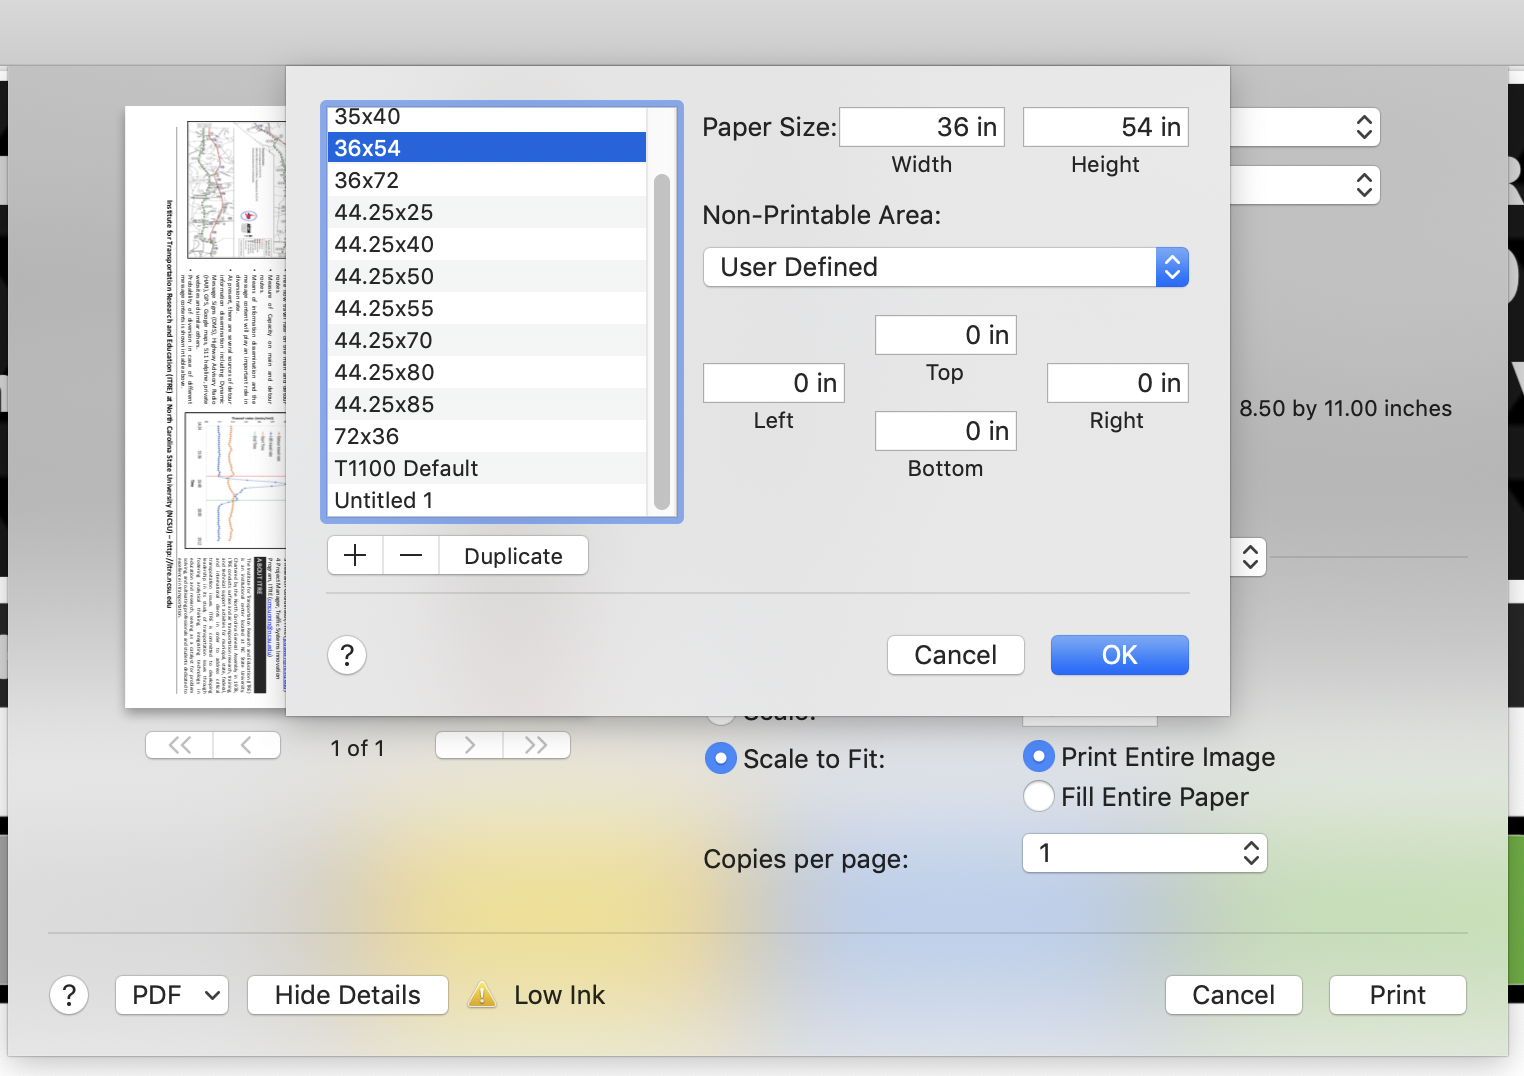 35x40
36x54
36x72
44.25x25
44.25x40
44.25x50
44.25x55
44.25x70
44.25x80
44.25x85
72x36
T1100 Default
Untitled 1
+
−
Duplicate
?
Paper Size:
36 in
54 in
Width
Height
Non-Printable Area:
User Defined
0 in
Top
0 in
Left
0 in
Right
0 in
Bottom
Cancel
OK
8.50 by 11.00 inches
Institute for Transportation Research and Education (ITRE) at North Carolina State University (NCSU) – http://itre.ncsu.edu
ABOUT ITRE
<<
<
1 of 1
>
>>
Scale:
Scale to Fit:
Print Entire Image
Fill Entire Paper
Copies per page:
1
?
PDF
Hide Details
Low Ink
Cancel
Print